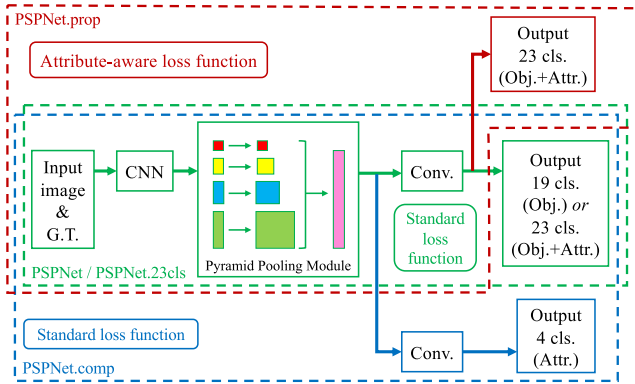 PSPNet.prop
Attribute-aware loss function
Output
23 cls.
(Obj.+Attr.)
Input
image
&
G.T.
CNN
Pyramid Pooling Module
Conv.
Standard
loss
function
Output
19 cls.
(Obj.) or
23 cls.
(Obj.+Attr.)
PSPNet / PSPNet.23cls
Standard loss function
PSPNet.comp
Conv.
Output
4 cls.
(Attr.)